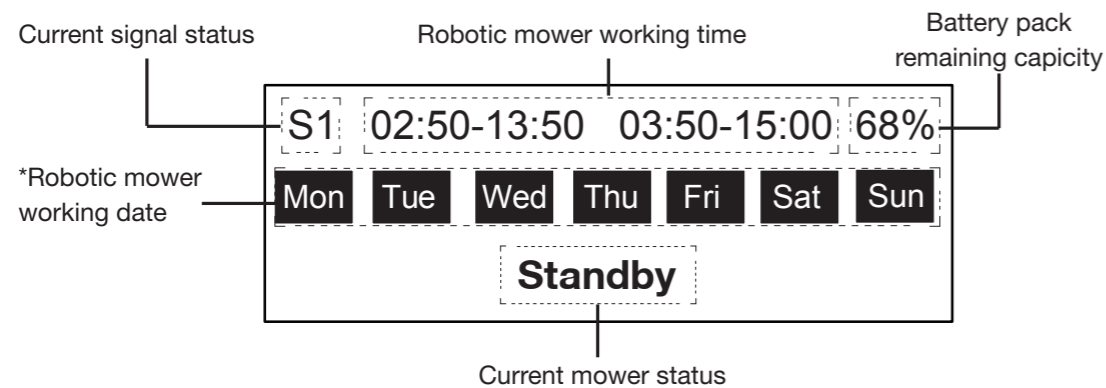 Battery pack
remaining capicity
Current signal status
Robotic mower working time
S1 02:50-13:50 03:50-15:00 68%
*Robotic mower
working date
Mon Tue Wed Thu Fri Sat Sun
Standby
Current mower status